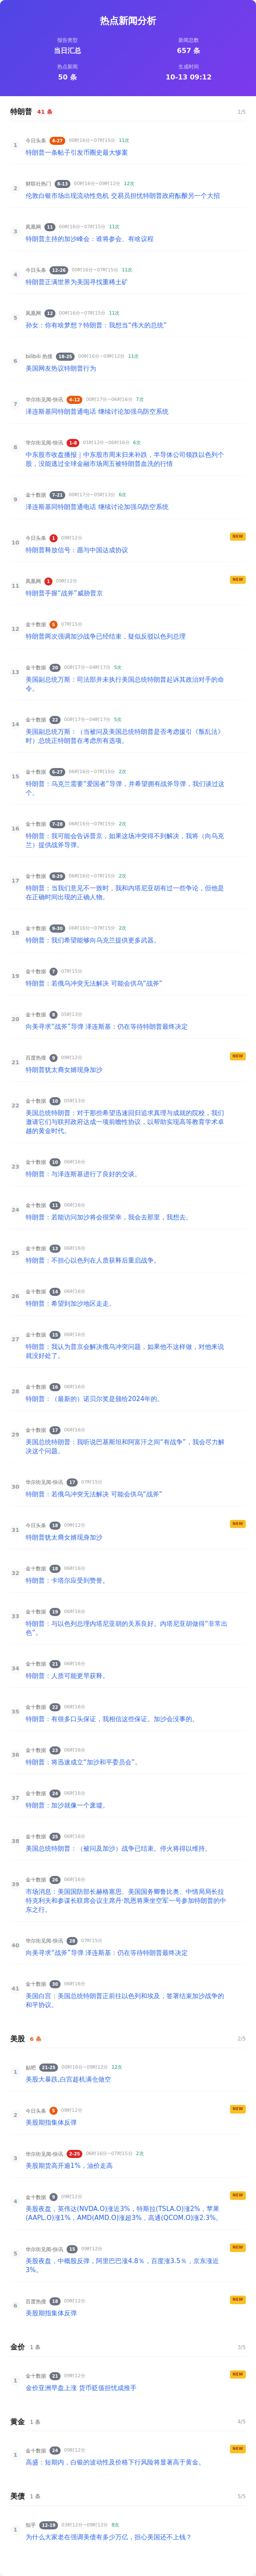 热点新闻分析
报告类型
新闻总数
当日汇总
657 条
热点新闻
生成时间
50 条
10-13 09:12
特朗普 41 条 1/5
1 今日头条 4-27 00时16分~07时15分 11次
特朗普一条帖子引发币圈史最大惨案
2 财联社热门 8-13 00时16分~09时12分 12次
伦敦白银市场出现流动性危机 交易员担忧特朗普政府酝酿另一个大招
3 凤凰网 11 00时16分~07时15分 11次
特朗普主持的加沙峰会：谁将参会、有啥议程
4 今日头条 12-26 00时16分~07时15分 11次
特朗普正满世界为美国寻找重稀土矿
5 凤凰网 12 00时16分~07时15分 11次
孙女：你有啥梦想？特朗普：我想当“伟大的总统”
6 bilibili 热搜 18-25 00时16分~09时12分 11次
美国网友热议特朗普行为
7 华尔街见闻-快讯 4-12 00时17分~06时16分 7次
泽连斯基同特朗普通电话 继续讨论加强乌防空系统
8 华尔街见闻-快讯 1-8 01时13分~06时16分 6次
中东股市收盘播报｜中东股市周末归来补跌，半导体公司领跌以色列个
股，没能逃过全球金融市场周五被特朗普血洗的行情
9 金十数据 7-21 00时17分~05时13分 6次
泽连斯基同特朗普通电话 继续讨论加强乌防空系统
10 今日头条 1 09时12分 NEW
特朗普释放信号：愿与中国达成协议
11 凤凰网 1 09时12分 NEW
特朗普手握“战斧”威胁普京
12 金十数据 5 07时15分
特朗普两次强调加沙战争已经结束，疑似反驳以色列总理
13 金十数据 20 00时17分~04时17分 5次
美国副总统万斯：司法部并未执行美国总统特朗普起诉其政治对手的命
令。
14 金十数据 22 00时17分~04时17分 5次
美国副总统万斯：（当被问及美国总统特朗普是否考虑援引《叛乱法》
时）总统正特朗普在考虑所有选项。
15 金十数据 6-27 06时16分~07时15分 2次
特朗普：乌克兰需要“爱国者”导弹，并希望拥有战斧导弹，我们谈过这
个。
16 金十数据 7-28 06时16分~07时15分 2次
特朗普：我可能会告诉普京，如果这场冲突得不到解决，我将（向乌克
兰）提供战斧导弹。
17 金十数据 8-29 06时16分~07时15分 2次
特朗普：当我们意见不一致时，我和内塔尼亚胡有过一些争论，但他是
在正确时间出现的正确人物。
18 金十数据 9-30 06时16分~07时15分 2次
特朗普：我们希望能够向乌克兰提供更多武器。
19 金十数据 7 07时15分
特朗普：若俄乌冲突无法解决 可能会供乌“战斧”
20 金十数据 8 05时13分
向美寻求“战斧”导弹 泽连斯基：仍在等待特朗普最终决定
21 百度热搜 9 09时12分 NEW
特朗普犹太裔女婿现身加沙
22 金十数据 10 05时13分
美国总统特朗普：对于那些希望迅速回归追求真理与成就的院校，我们
邀请它们与联邦政府达成一项前瞻性协议，以帮助实现高等教育学术卓
越的黄金时代。
23 金十数据 10 06时16分
特朗普：与泽连斯基进行了良好的交谈。
24 金十数据 11 06时16分
特朗普：若能访问加沙将会很荣幸，我会去那里，我想去。
25 金十数据 13 06时16分
特朗普：不担心以色列在人质获释后重启战争。
26 金十数据 14 06时16分
特朗普：希望到加沙地区走走。
27 金十数据 15 06时16分
特朗普：我认为普京会解决俄乌冲突问题，如果他不这样做，对他来说
就没好处了。
28 金十数据 16 06时16分
特朗普：（最新的）诺贝尔奖是颁给2024年的。
29 金十数据 17 06时16分
美国总统特朗普：我听说巴基斯坦和阿富汗之间“有战争”，我会尽力解
决这个问题。
30 华尔街见闻-快讯 17 07时15分
特朗普：若俄乌冲突无法解决 可能会供乌“战斧”
31 今日头条 18 09时12分 NEW
特朗普犹太裔女婿现身加沙
32 金十数据 18 06时16分
特朗普：卡塔尔应受到赞誉。
33 金十数据 19 06时16分
特朗普：与以色列总理内塔尼亚胡的关系良好。内塔尼亚胡做得“非常出
色”。
34 金十数据 21 06时16分
特朗普：人质可能更早获释。
35 金十数据 22 06时16分
特朗普：有很多口头保证，我相信这些保证。加沙会没事的。
36 金十数据 23 06时16分
特朗普：将迅速成立“加沙和平委员会”。
37 金十数据 24 06时16分
特朗普：加沙就像一个废墟。
38 金十数据 25 06时16分
美国总统特朗普：（被问及加沙）战争已结束。停火将得以维持。
39 金十数据 26 06时16分
市场消息：美国国防部长赫格塞思、美国国务卿鲁比奥、中情局局长拉
特克利夫和参谋长联席会议主席丹·凯恩将乘坐空军一号参加特朗普的中
东之行。
40 华尔街见闻-快讯 28 07时15分
向美寻求“战斧”导弹 泽连斯基：仍在等待特朗普最终决定
41 金十数据 30 06时16分
美国白宫：美国总统特朗普正前往以色列和埃及，签署结束加沙战争的
和平协议。
美股 6 条 2/5
1 贴吧 21-25 00时16分~09时12分 12次
美股大暴跌,白宫趁机满仓做空
2 今日头条 5 09时12分 NEW
美股期指集体反弹
3 华尔街见闻-快讯 2-25 06时16分~07时15分 2次
美股期货高开逾1%，油价走高
4 金十数据 9 09时12分 NEW
美股夜盘，英伟达(NVDA.O)涨近3%，特斯拉(TSLA.O)涨2%，苹果
(AAPL.O)涨1%，AMD(AMD.O)涨超3%，高通(QCOM.O)涨2.3%。
5 华尔街见闻-快讯 15 09时12分 NEW
美股夜盘，中概股反弹，阿里巴巴涨4.8%，百度涨3.5%，京东涨近
3%。
6 百度热搜 18 09时12分 NEW
美股期指集体反弹
金价 1 条 3/5
1 金十数据 21 09时12分 NEW
金价亚洲早盘上涨 货币贬值担忧成推手
黄金 1 条 4/5
1 金十数据 24 09时12分 NEW
高盛：短期内，白银的波动性及价格下行风险将显著高于黄金。
美债 1 条 5/5
1 知乎 12-19 03时12分~09时12分 8次
为什么大家老在强调美债有多少万亿，担心美国还不上钱？